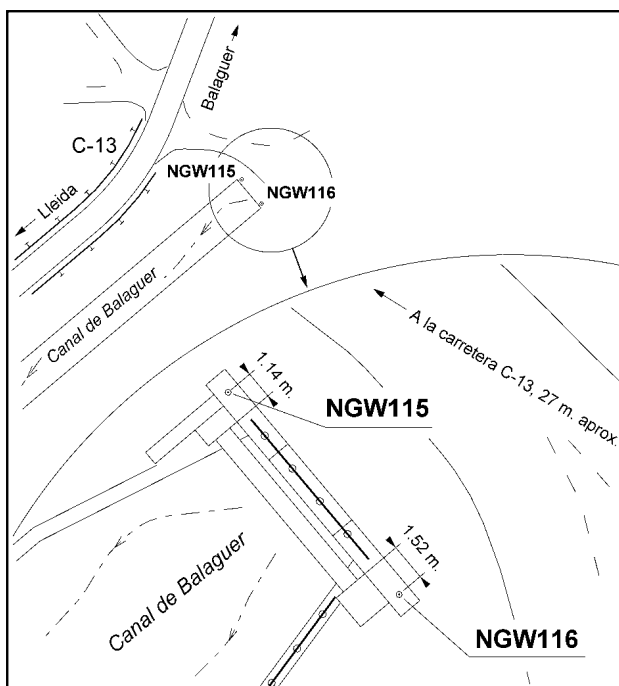 Balaguer
C-13
NGW115
NGW116
Lleida
Canal de Balaguer
A la carretera C-13, 27 m. aprox.
1.14 m.
NGW115
1.52 m.
Canal de Balaguer
NGW116